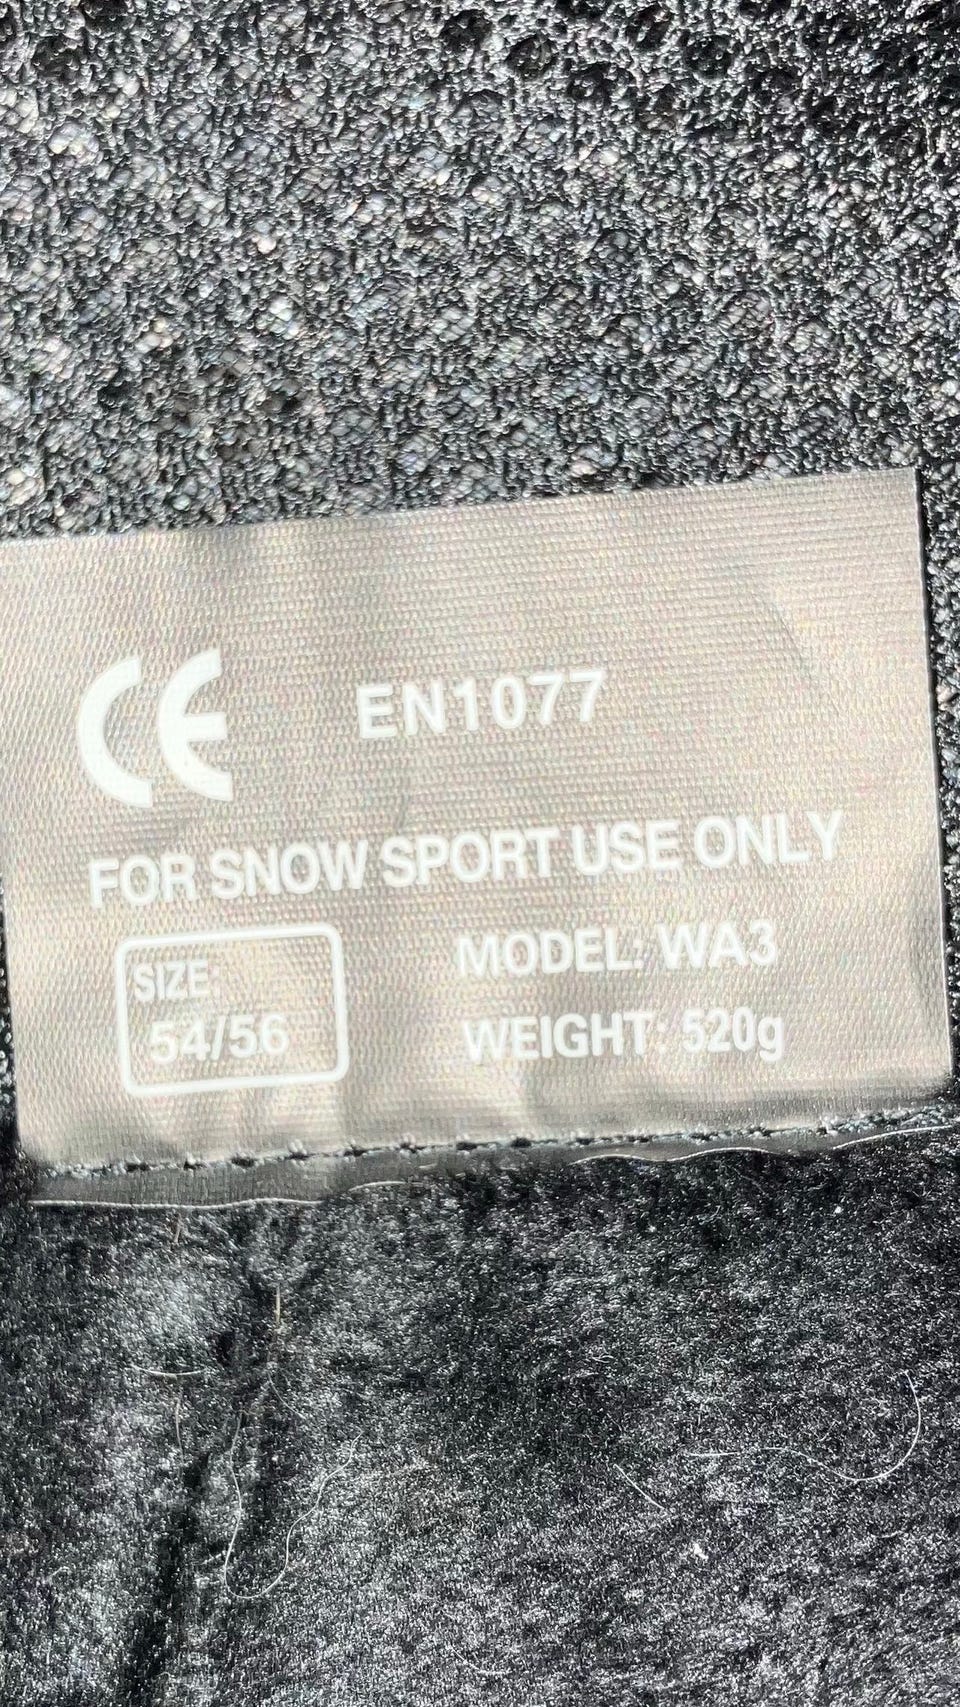 CE EN1077
FOR SNOW SPORT USE ONLY
SIZE:
54/56
MODEL: WA3
WEIGHT: 520g